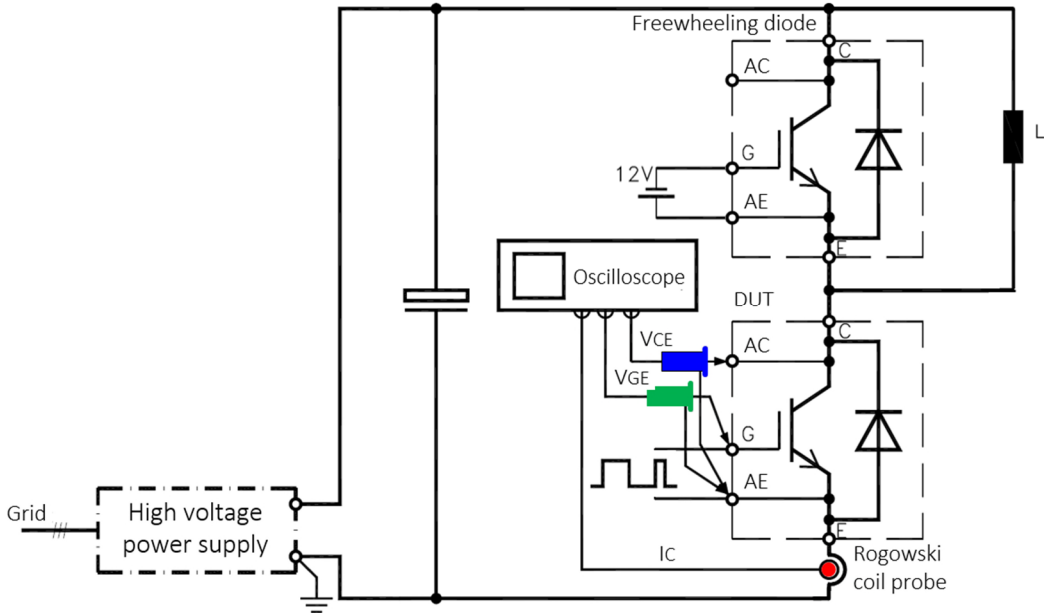 Freewheeling diode
C
AC
L
G
12V
AE
E
Oscilloscope
DUT
C
VCE
AC
VGE
G
AE
Grid
High voltage
power supply
E
IC
Rogowski
coil probe